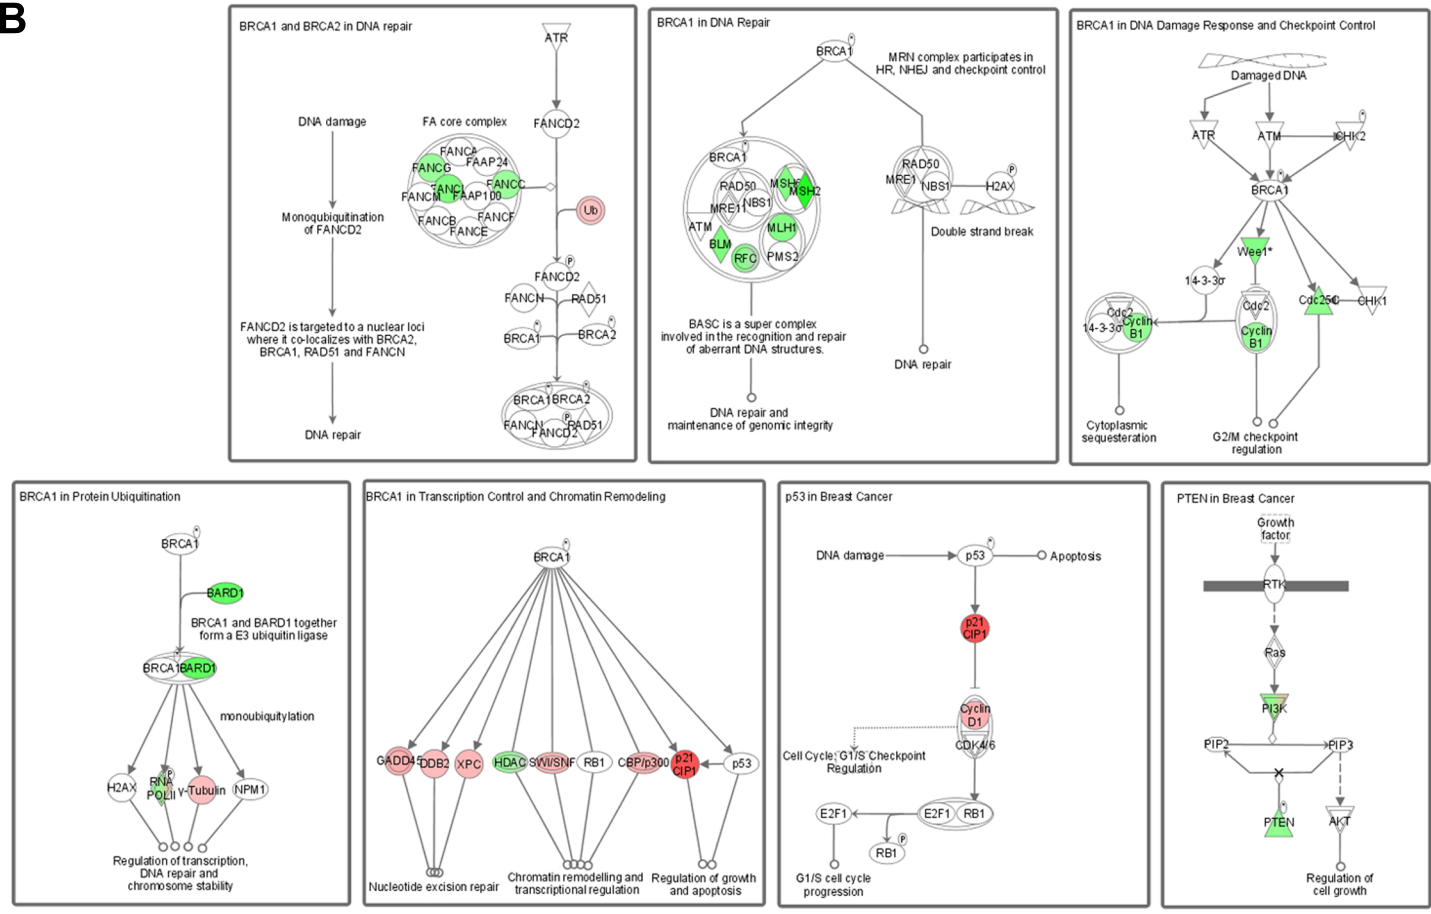 B
BRCA1 and BRCA2 in DNA repair
ATR
DNA damage
FA core complex
FANCD2
FANCA
FAAP24
FANCG
FANCL
FANCC
FANCM
FAAP100
FANCB
FANCF
FANCE
Ub
Monoubiquitination
of FANCD2
P
FANCD2
FANCN
RAD51
BRCA1
BRCA2
FANCD2 is targeted to a nuclear loci
where it co-localizes with BRCA2,
BRCA1, RAD51 and FANCN
BRCA1
BRCA2
FANCN
P
FANCD2
RAD51
DNA repair
BRCA1 in DNA Repair
BRCA1
MRN complex participates in
HR, NHEJ and checkpoint control
BRCA1
RAD50
MRE11
NBS1
MSH2
ATM
BLM
RFC
MLH1
PMS2
RAD50
MRE1
NBS1
P
H2AX
Double strand break
BASC is a super complex
involved in the recognition and repair
of aberrant DNA structures.
DNA repair
DNA repair and
maintenance of genomic integrity
BRCA1 in DNA Damage Response and Checkpoint Control
Damaged DNA
ATR
ATM
CHK2
BRCA1
Wee1*
14-3-3σ
Cdc25C
CHK1
Cdc2
14-3-3σ
Cyclin
B1
Cdc2
Cyclin
B1
Cytoplasmic
sequesteration
G2/M checkpoint
regulation
BRCA1 in Protein Ubiquitination
BRCA1
BARD1
BRCA1 and BARD1 together
form a E3 ubiquitin ligase
BRCA1
BARD1
monoubiquitylation
H2AX
P
RNA
POLII
γ-Tubulin
NPM1
Regulation of transcription,
DNA repair and
chromosome stability
BRCA1 in Transcription Control and Chromatin Remodeling
BRCA1
GADD45
DDB2
XPC
HDAC
SWI/SNF
RB1
CBP/p300
p21
CIP1
p53
Nucleotide excision repair
Chromatin remodelling and
transcriptional regulation
Regulation of growth
and apoptosis
p53 in Breast Cancer
DNA damage
p53
Apoptosis
p21
CIP1
Cyclin
D1
CDK4/6
Cell Cycle: G1/S Checkpoint
Regulation
E2F1
E2F1
RB1
P
RB1
G1/S cell cycle
progression
PTEN in Breast Cancer
Growth
factor
RTK
Ras
PI3K
PIP2
PIP3
PTEN
AKT
Regulation of
cell growth